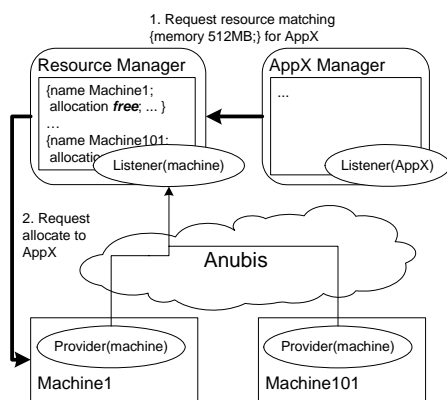 1. Request resource matching
{memory 512MB;} for AppX
Resource Manager
{name Machine1;
allocation free; ... }
...
{name Machine101;
allocatio
Listener(machine)
AppX Manager
...
Listener(AppX)
2. Request
allocate to
AppX
Anubis
Provider(machine)
Machine1
Provider(machine)
Machine101